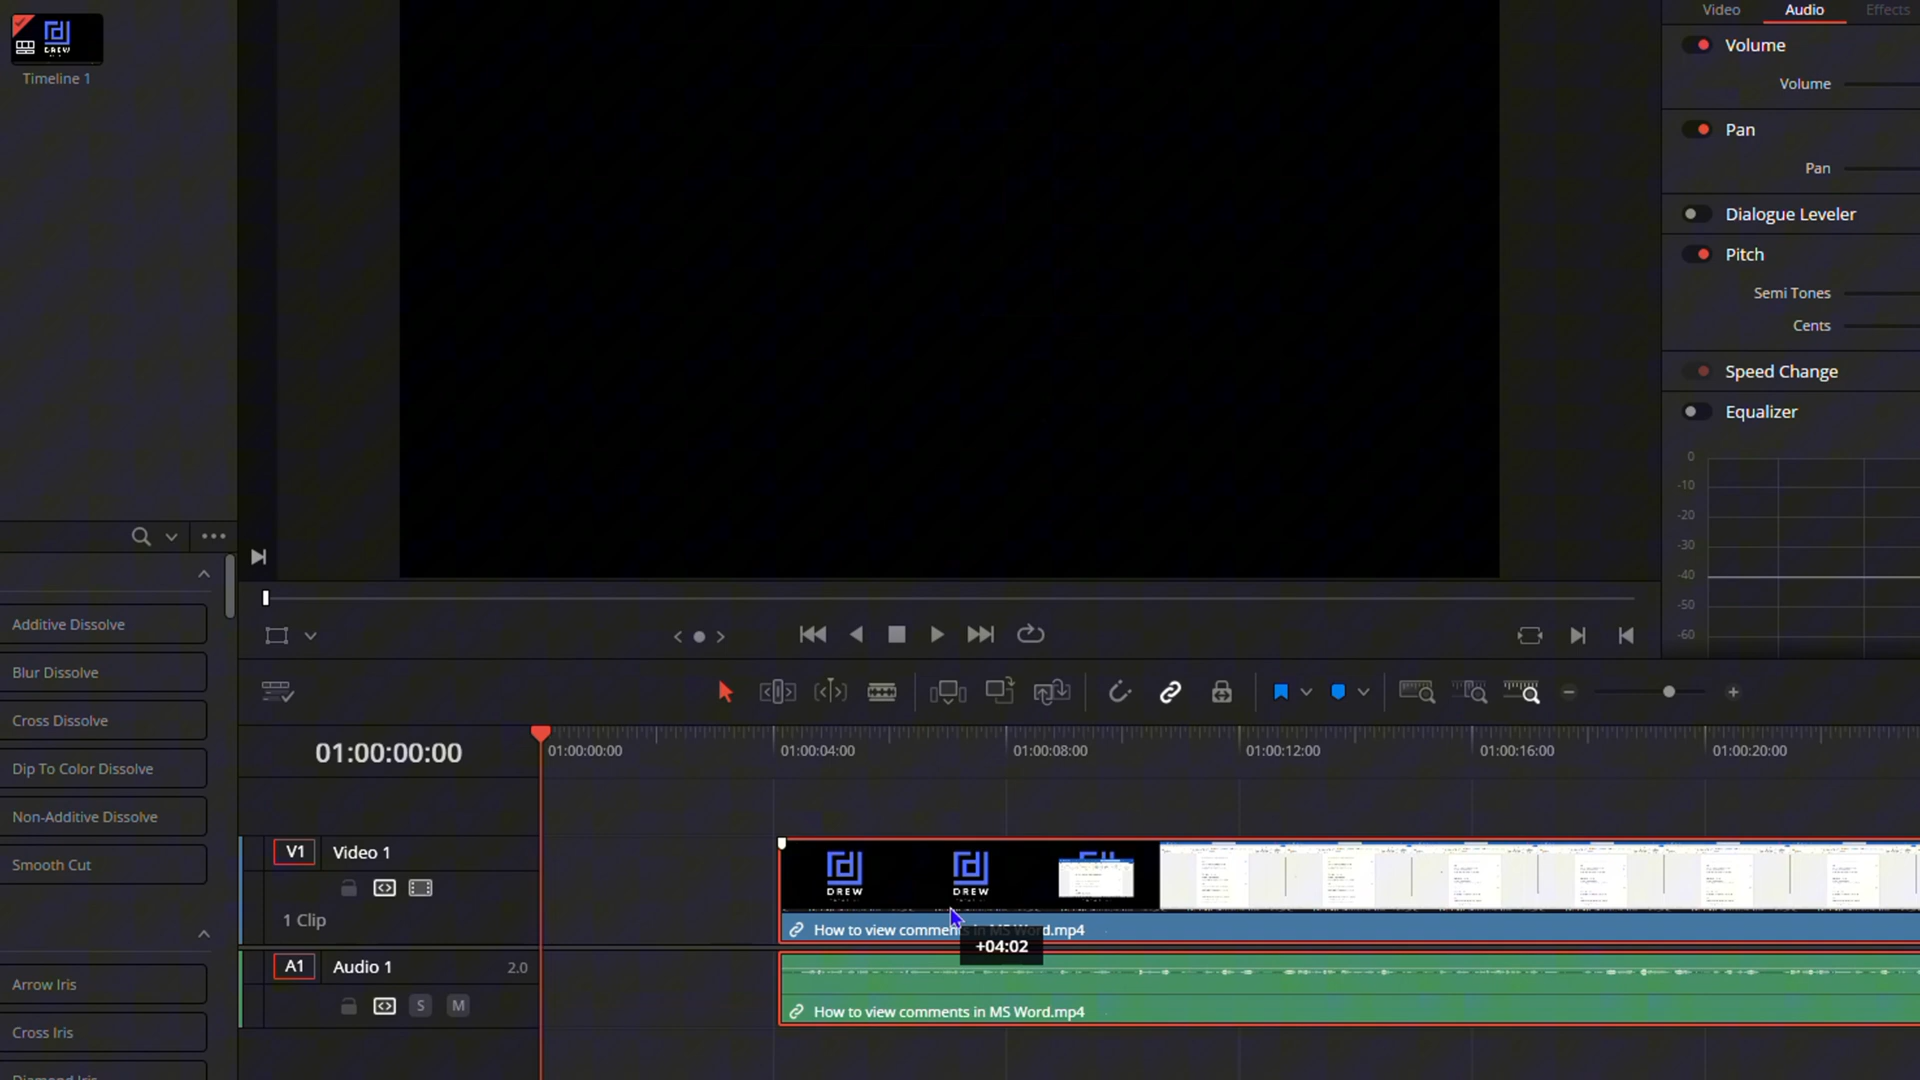 DREW
Timeline 1
Video
Audio
Effects
Volume
Volume
Pan
Pan
Dialogue Leveler
Pitch
Semi Tones
Cents
Speed Change
Equalizer
0
-10
-20
-30
-40
-50
-60
Additive Dissolve
Blur Dissolve
Cross Dissolve
Dip To Color Dissolve
Non-Additive Dissolve
Smooth Cut
Arrow Iris
Cross Iris
Diamond Iris
01:00:00:00
01:00:00:00
01:00:04:00
01:00:08:00
01:00:12:00
01:00:16:00
01:00:20:00
V1
Video 1
1 Clip
DREW
DREW
How to view comments in MS Word.mp4
+04:02
A1
Audio 1
2.0
S
M
How to view comments in MS Word.mp4